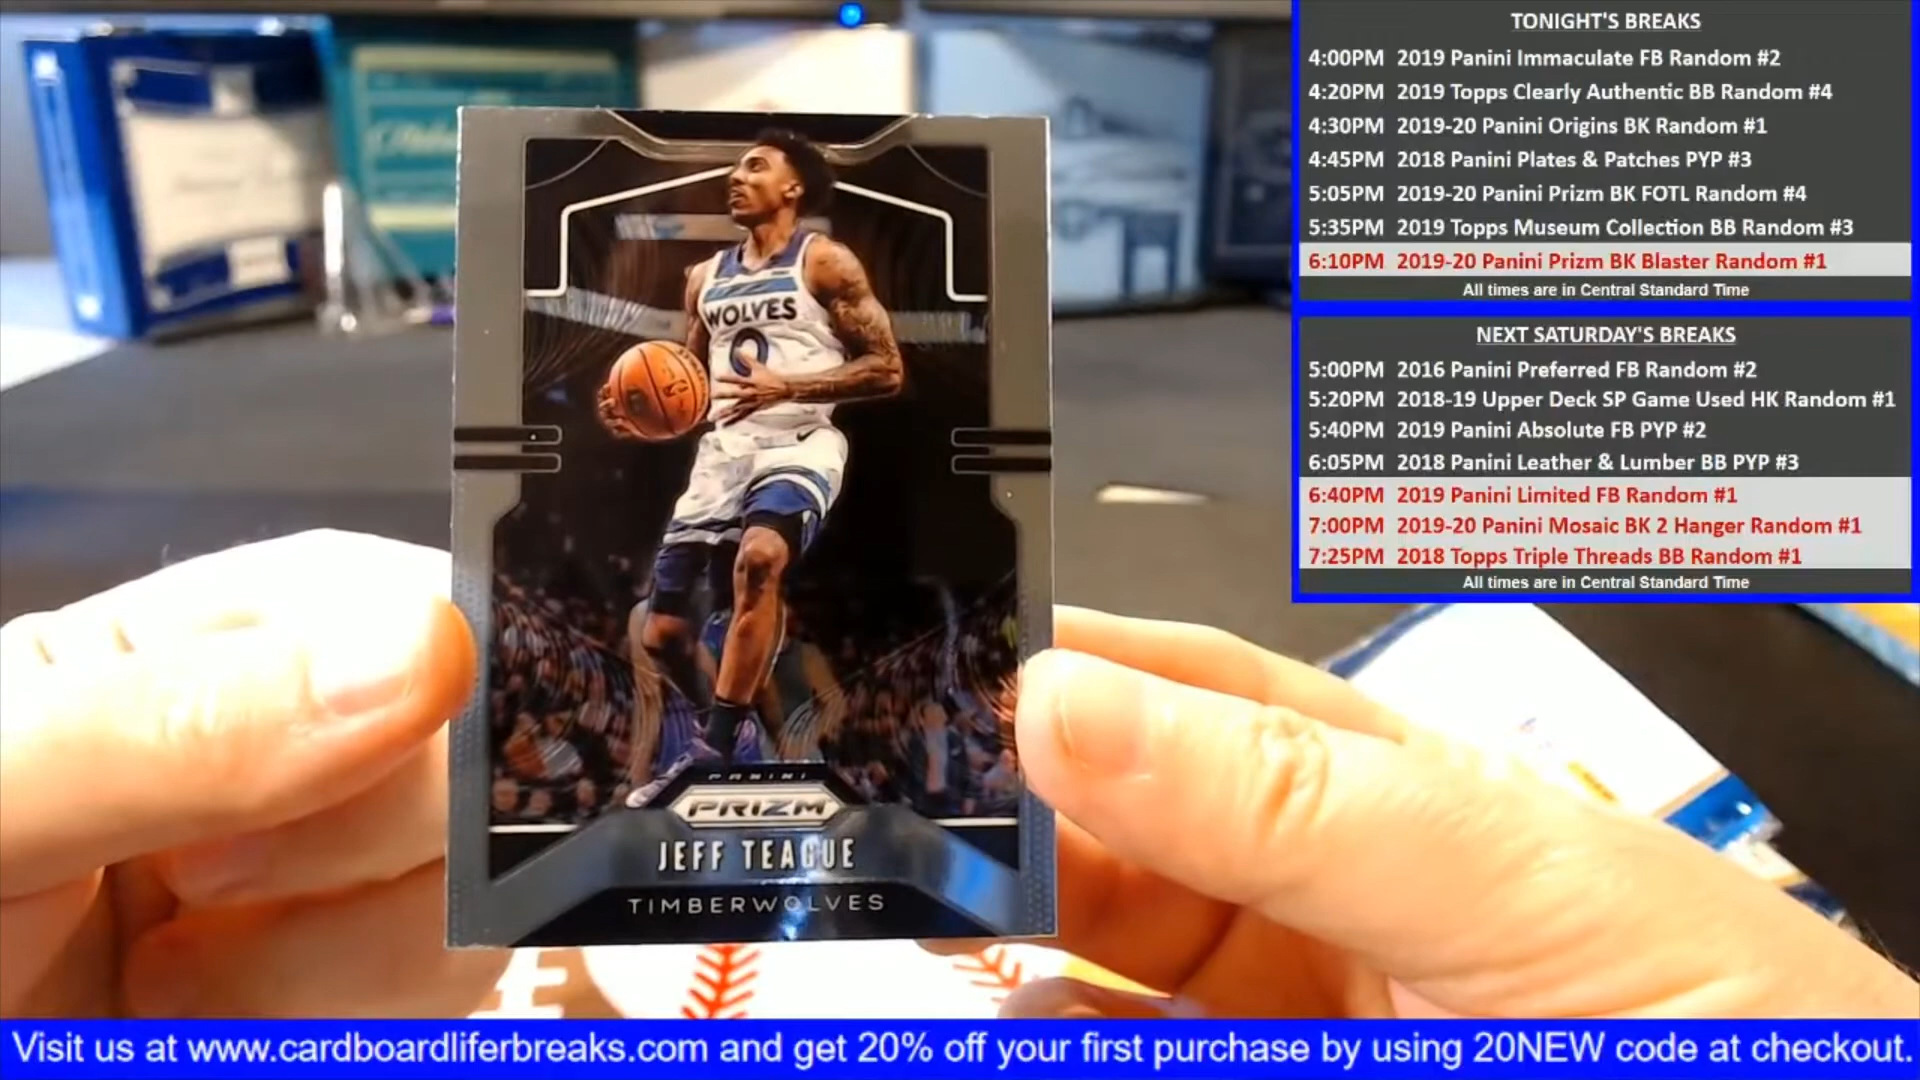 TONIGHT'S BREAKS
4:00PM 2019 Panini Immaculate FB Random #2
4:20PM 2019 Topps Clearly Authentic BB Random #4
4:30PM 2019-20 Panini Origins BK Random #1
4:45PM 2018 Panini Plates & Patches PYP #3
5:05PM 2019-20 Panini Prizm BK FOTL Random #4
5:35PM 2019 Topps Museum Collection BB Random #3
6:10PM 2019-20 Panini Prizm BK Blaster Random #1
All times are in Central Standard Time
NEXT SATURDAY'S BREAKS
5:00PM 2016 Panini Preferred FB Random #2
5:20PM 2018-19 Upper Deck SP Game Used HK Random #1
5:40PM 2019 Panini Absolute FB PYP #2
6:05PM 2018 Panini Leather & Lumber BB PYP #3
6:40PM 2019 Panini Limited FB Random #1
7:00PM 2019-20 Panini Mosaic BK 2 Hanger Random #1
7:25PM 2018 Topps Triple Threads BB Random #1
All times are in Central Standard Time
WOLVES
0
PANINI
PRIZM
JEFF TEAGUE
TIMBERWOLVES
Visit us at www.cardboardliferbreaks.com and get 20% off your first purchase by using 20NEW code at checkout.